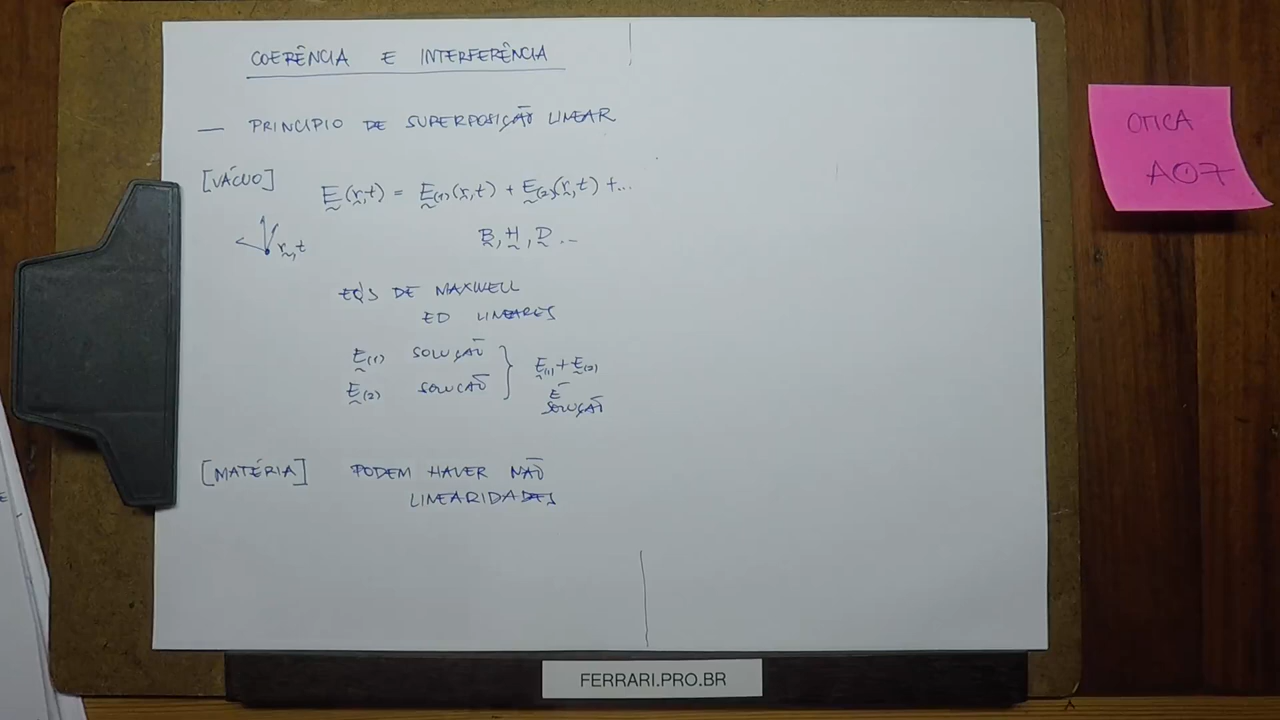 COERÊNCIA E INTERFERÊNCIA
— PRINCIPIO DE SUPERPOSIÇÃO LINEAR
[VÁCUO]
E(r,t) = E(1)(r,t) + E(2)(r,t) + ...
r, t
B, H, D ...
EQ'S DE MAXWELL
ED LINEARES
E(1) SOLUÇÃO
E(2) SOLUCAÕ
E(1) + E(2)
É
SOLUÇÃO
[MATÉRIA] PODEM HAVER NÃO
LINEARIDADES
OTICA
A07
FERRARI.PRO.BR